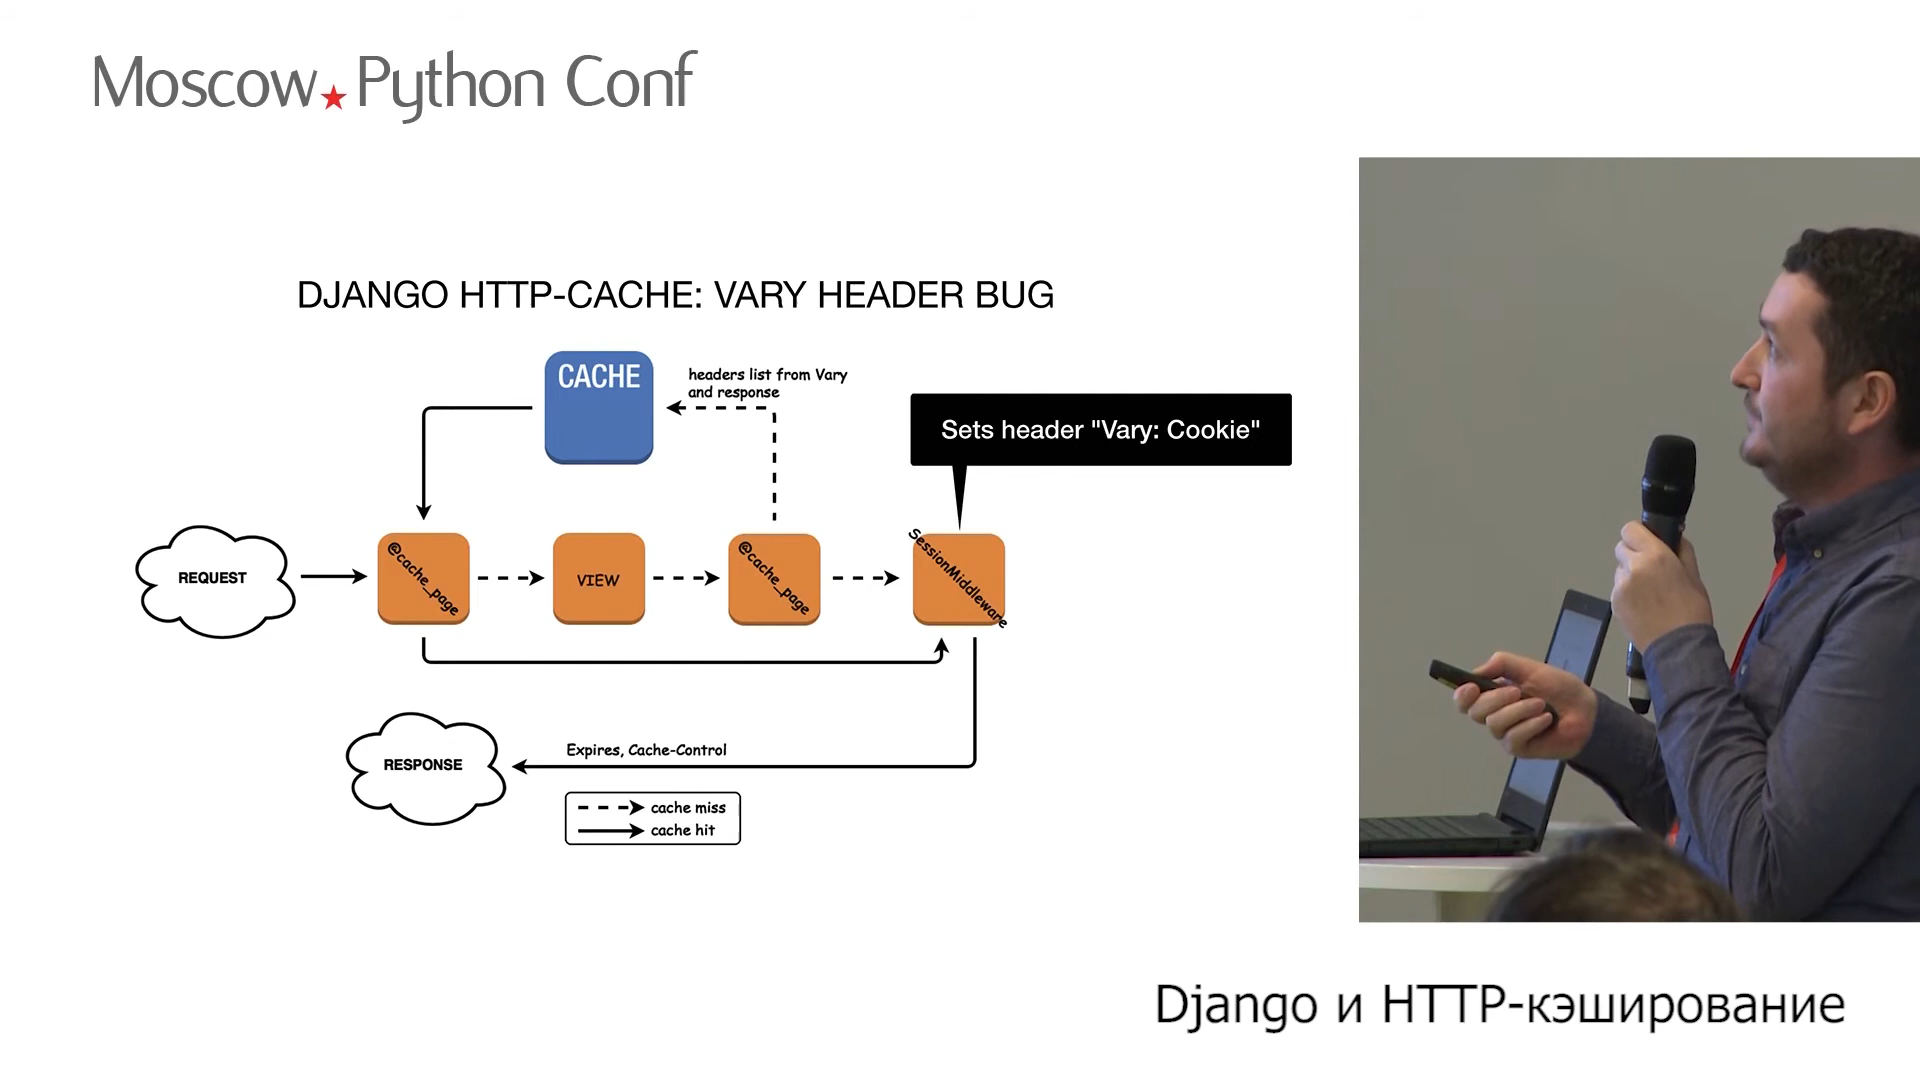 Moscow Python Conf
DJANGO HTTP-CACHE: VARY HEADER BUG
CACHE
headers list from Vary
and response
Sets header "Vary: Cookie"
REQUEST
@cache_page
VIEW
@cache_page
SessionMiddleware
RESPONSE
Expires, Cache-Control
cache miss
cache hit
Django и HTTP-кэширование